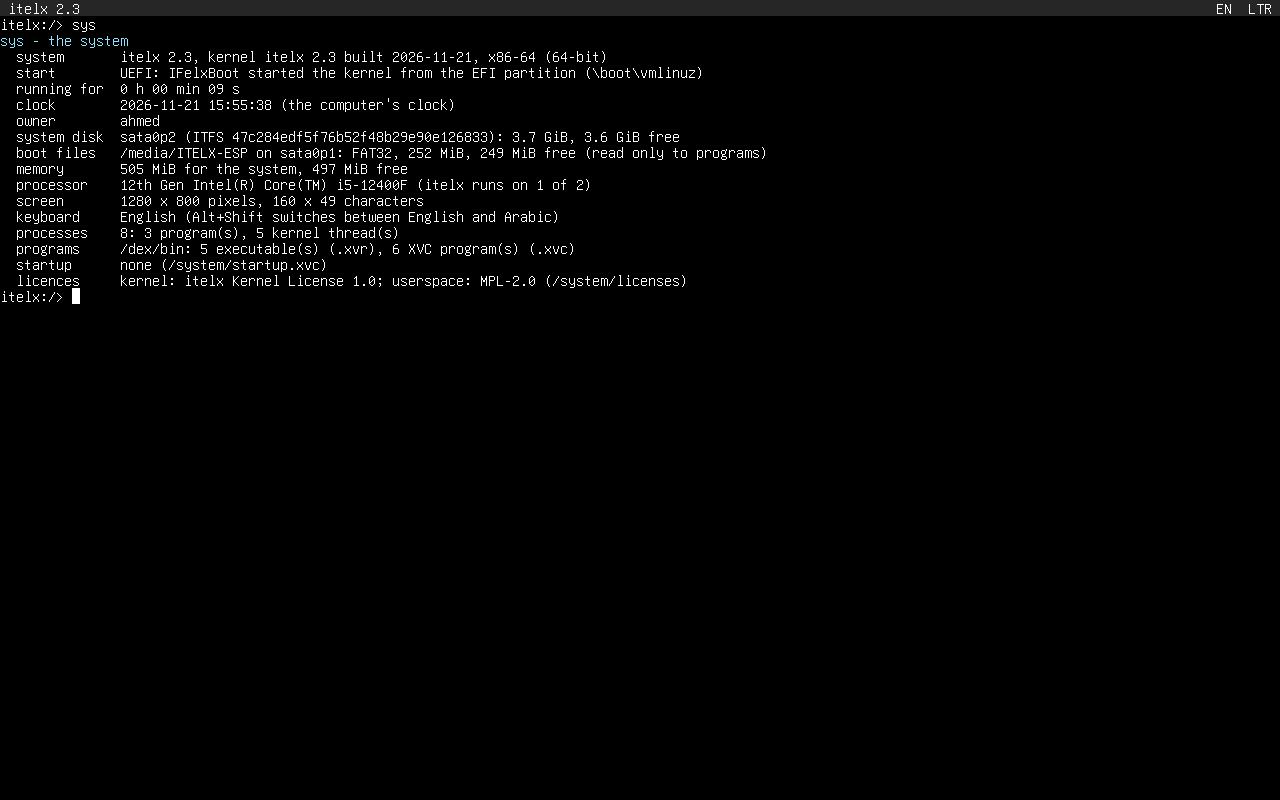 itelx 2.3 EN LTR
itelx:/> sys
sys - the system
system itelx 2.3, kernel itelx 2.3 built 2026-11-21, x86-64 (64-bit)
start UEFI: IFelxBoot started the kernel from the EFI partition (\boot\vmlinuz)
running for 0 h 00 min 09 s
clock 2026-11-21 15:55:38 (the computer's clock)
owner ahmed
system disk sata0p2 (ITFS 47c284edf5f76b52f48b29e90e126833): 3.7 GiB, 3.6 GiB free
boot files /media/ITELX-ESP on sata0p1: FAT32, 252 MiB, 249 MiB free (read only to programs)
memory 505 MiB for the system, 497 MiB free
processor 12th Gen Intel(R) Core(TM) i5-12400F (itelx runs on 1 of 2)
screen 1280 x 800 pixels, 160 x 49 characters
keyboard English (Alt+Shift switches between English and Arabic)
processes 8: 3 program(s), 5 kernel thread(s)
programs /dex/bin: 5 executable(s) (.xvr), 6 XVC program(s) (.xvc)
startup none (/system/startup.xvc)
licences kernel: itelx Kernel License 1.0; userspace: MPL-2.0 (/system/licenses)
itelx:/>